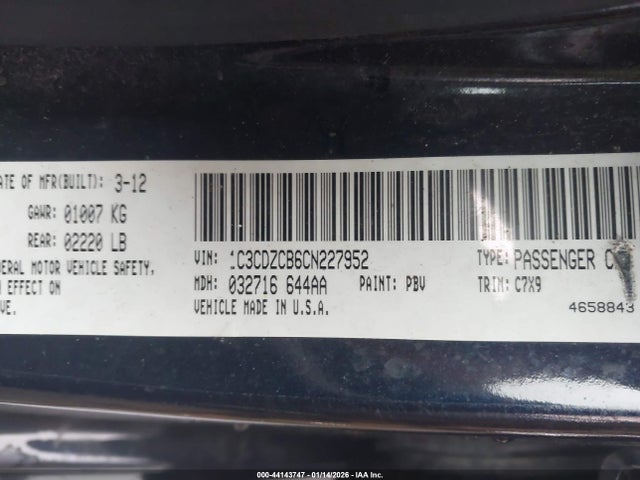 ATE OF MFR(BUILT): 3-12
GAWR: 01007 KG
REAR: 02220 LB
ERAL MOTOR VEHICLE SAFETY,
EFFECT ON
VE.
VIN: 1C3CDZCB6CN227952 TYPE: PASSENGER
MDH: 032716 644AA PAINT: PBV TRIM: C7X9
VEHICLE MADE IN U.S.A. 4658843
000-44143747 - 01/14/2026 - IAA Inc.